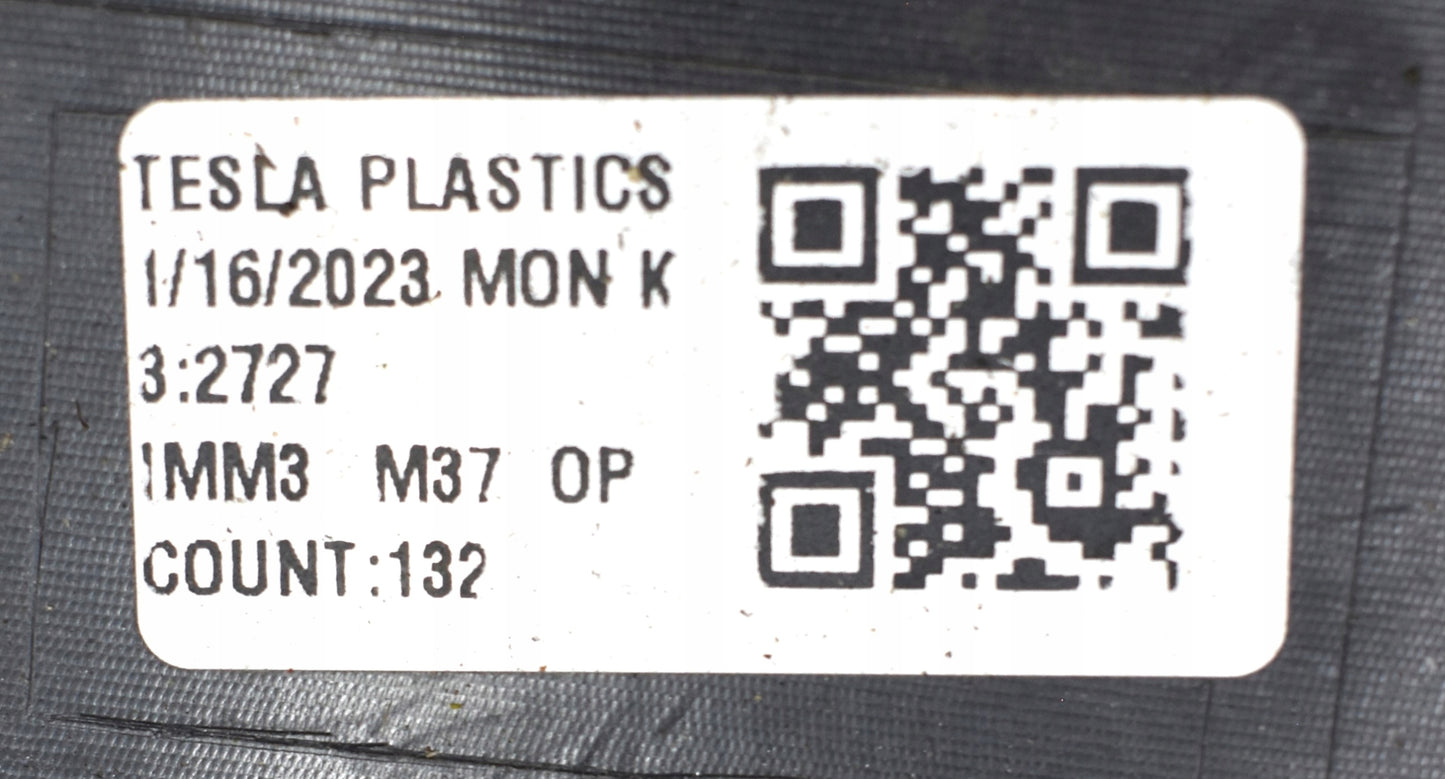 TESLA PLASTICS
1/16/2023 MON K
3:2727
IMM3 M37 OP
COUNT:132